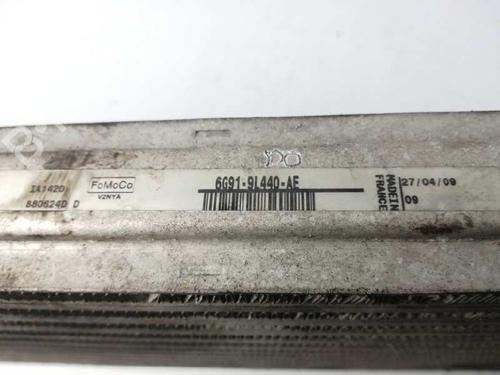 IA1420
880624D D
FoMoCo
V2NYA
6G91-9L440-AE
MADE IN
FRANCE
27/04/09
09